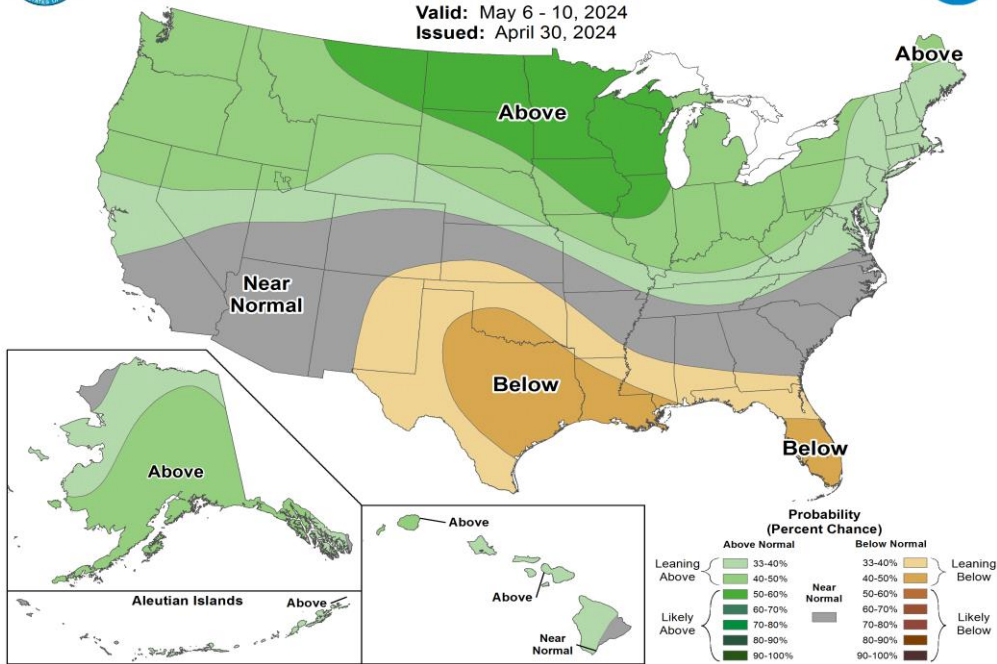 Valid: May 6 - 10, 2024
Issued: April 30, 2024
Above
Above
Near
Normal
Below
Below
Above
Aleutian Islands
Above
Above
Above
Near
Normal
Probability
(Percent Chance)
Above Normal
Below Normal
Leaning
Above
33-40%
40-50%
Likely
Above
50-60%
60-70%
70-80%
80-90%
90-100%
Near
Normal
33-40%
40-50%
Leaning
Below
50-60%
60-70%
70-80%
80-90%
90-100%
Likely
Below